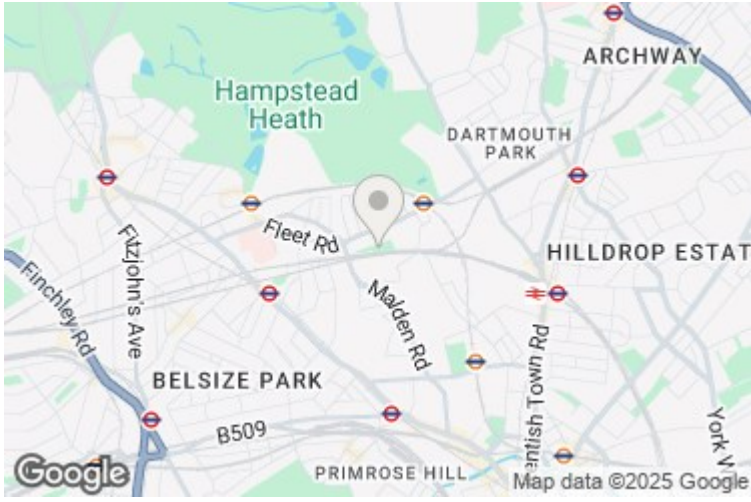 ARCHWAY
Hampstead
Heath
DARTMOUTH
PARK
Fleet Rd
Fitzjohn's Ave
HILLDROP ESTAT
Finchley Rd
Malden Rd
BELSIZE PARK
entish Town Rd
B509
York W
PRIMROSE HILL
Google
Map data ©2025 Google